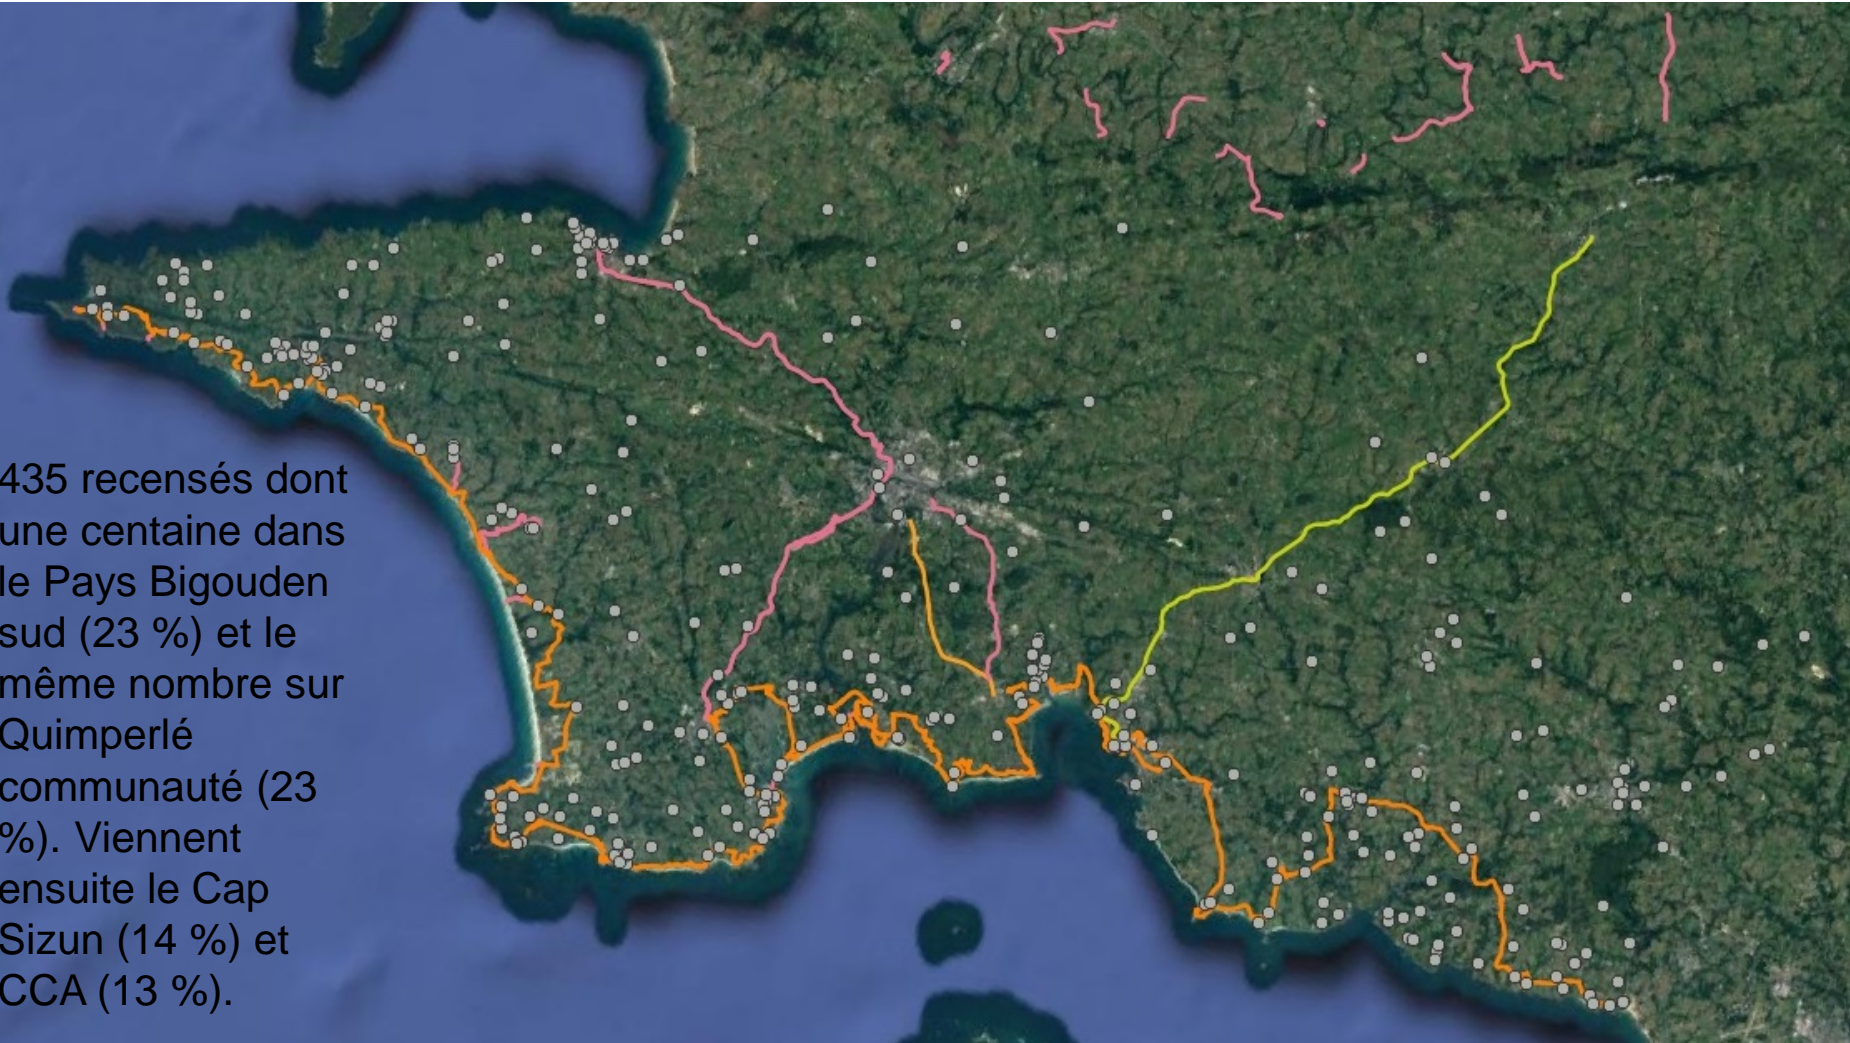 435 recensés dont
une centaine dans
le Pays Bigouden
sud (23 %) et le
même nombre sur
Quimperlé
communauté (23
%). Viennent
ensuite le Cap
Sizun (14 %) et
CCA (13 %).